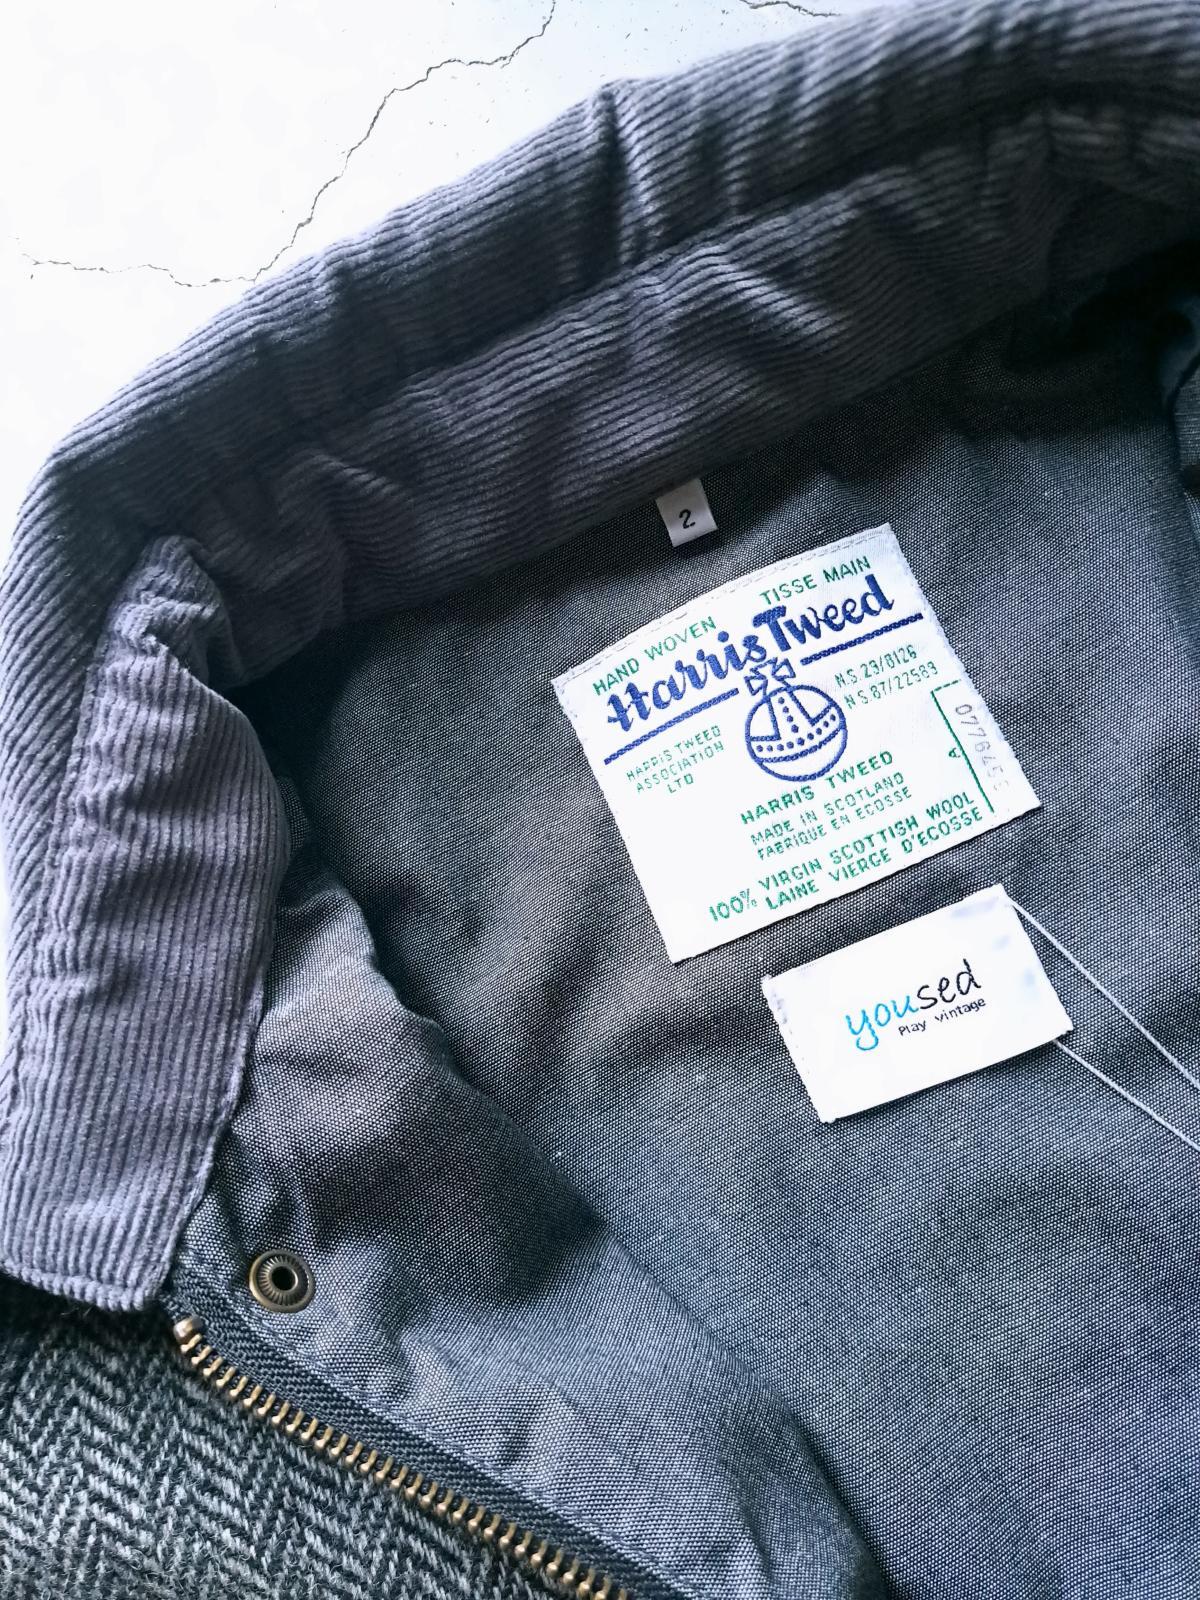 2
HAND WOVEN TISSE MAIN
Harris Tweed
HARRIS TWEED
ASSOCIATION
LTD
N.S. 23/8126
N.S.87/22589
A
HARRIS TWEED
MADE IN SCOTLAND
FABRIQUE EN ECOSSE
100% VIRGIN SCOTTISH WOOL
LAINE VIERGE D'ECOSSE
yoused
Play vintage